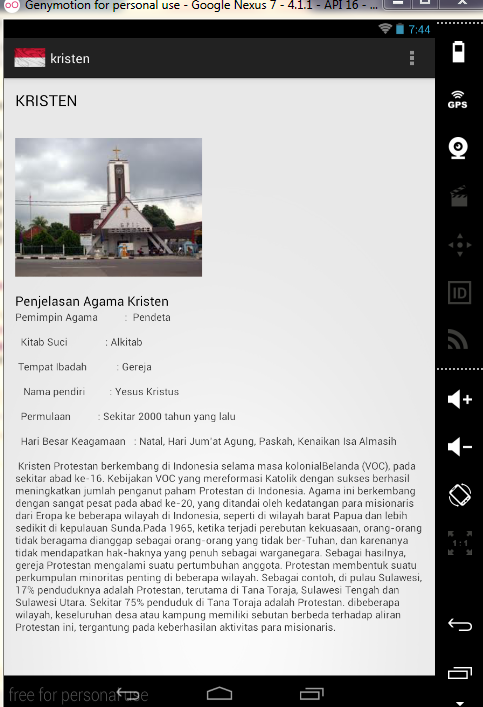 Genymotion for personal use - Google Nexus 7 - 4.1.1 - API 16 - ...
7:44
kristen
GPS
KRISTEN
ID
Penjelasan Agama Kristen
Pemimpin Agama : Pendeta
Kitab Suci : Alkitab
Tempat Ibadah : Gereja
Nama pendiri : Yesus Kristus
Permulaan : Sekitar 2000 tahun yang lalu
Hari Besar Keagamaan : Natal, Hari Jum'at Agung, Paskah, Kenaikan Isa Almasih
Kristen Protestan berkembang di Indonesia selama masa kolonialBelanda (VOC), pada
sekitar abad ke-16. Kebijakan VOC yang mereformasi Katolik dengan sukses berhasil
meningkatkan jumlah penganut paham Protestan di Indonesia. Agama ini berkembang
dengan sangat pesat pada abad ke-20, yang ditandai oleh kedatangan para misionaris
dari Eropa ke beberapa wilayah di Indonesia, seperti di wilayah barat Papua dan lebih
sedikit di kepulauan Sunda.Pada 1965, ketika terjadi perebutan kekuasaan, orang-orang
tidak beragama dianggap sebagai orang-orang yang tidak ber-Tuhan, dan karenanya
tidak mendapatkan hak-haknya yang penuh sebagai warganegara. Sebagai hasilnya,
gereja Protestan mengalami suatu pertumbuhan anggota. Protestan membentuk suatu
perkumpulan minoritas penting di beberapa wilayah. Sebagai contoh, di pulau Sulawesi,
17% penduduknya adalah Protestan, terutama di Tana Toraja, Sulawesi Tengah dan
Sulawesi Utara. Sekitar 75% penduduk di Tana Toraja adalah Protestan. dibeberapa
wilayah, keseluruhan desa atau kampung memiliki sebutan berbeda terhadap aliran
Protestan ini, tergantung pada keberhasilan aktivitas para misionaris.
1:1
free for personal use